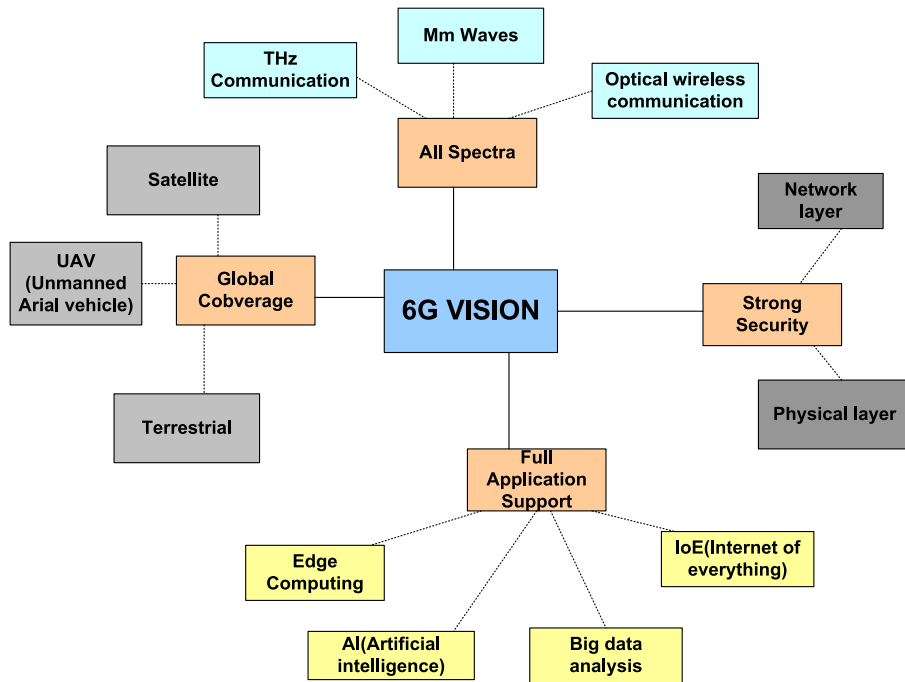 Mm Waves
THz
Communication
Optical wireless
communication
All Spectra
Satellite
Network
layer
UAV
(Unmanned
Arial vehicle)
Global
Cobverage
6G VISION
Strong
Security
Terrestrial
Physical layer
Full
Application
Support
Edge
Computing
IoE(Internet of
everything)
AI(Artificial
intelligence)
Big data
analysis